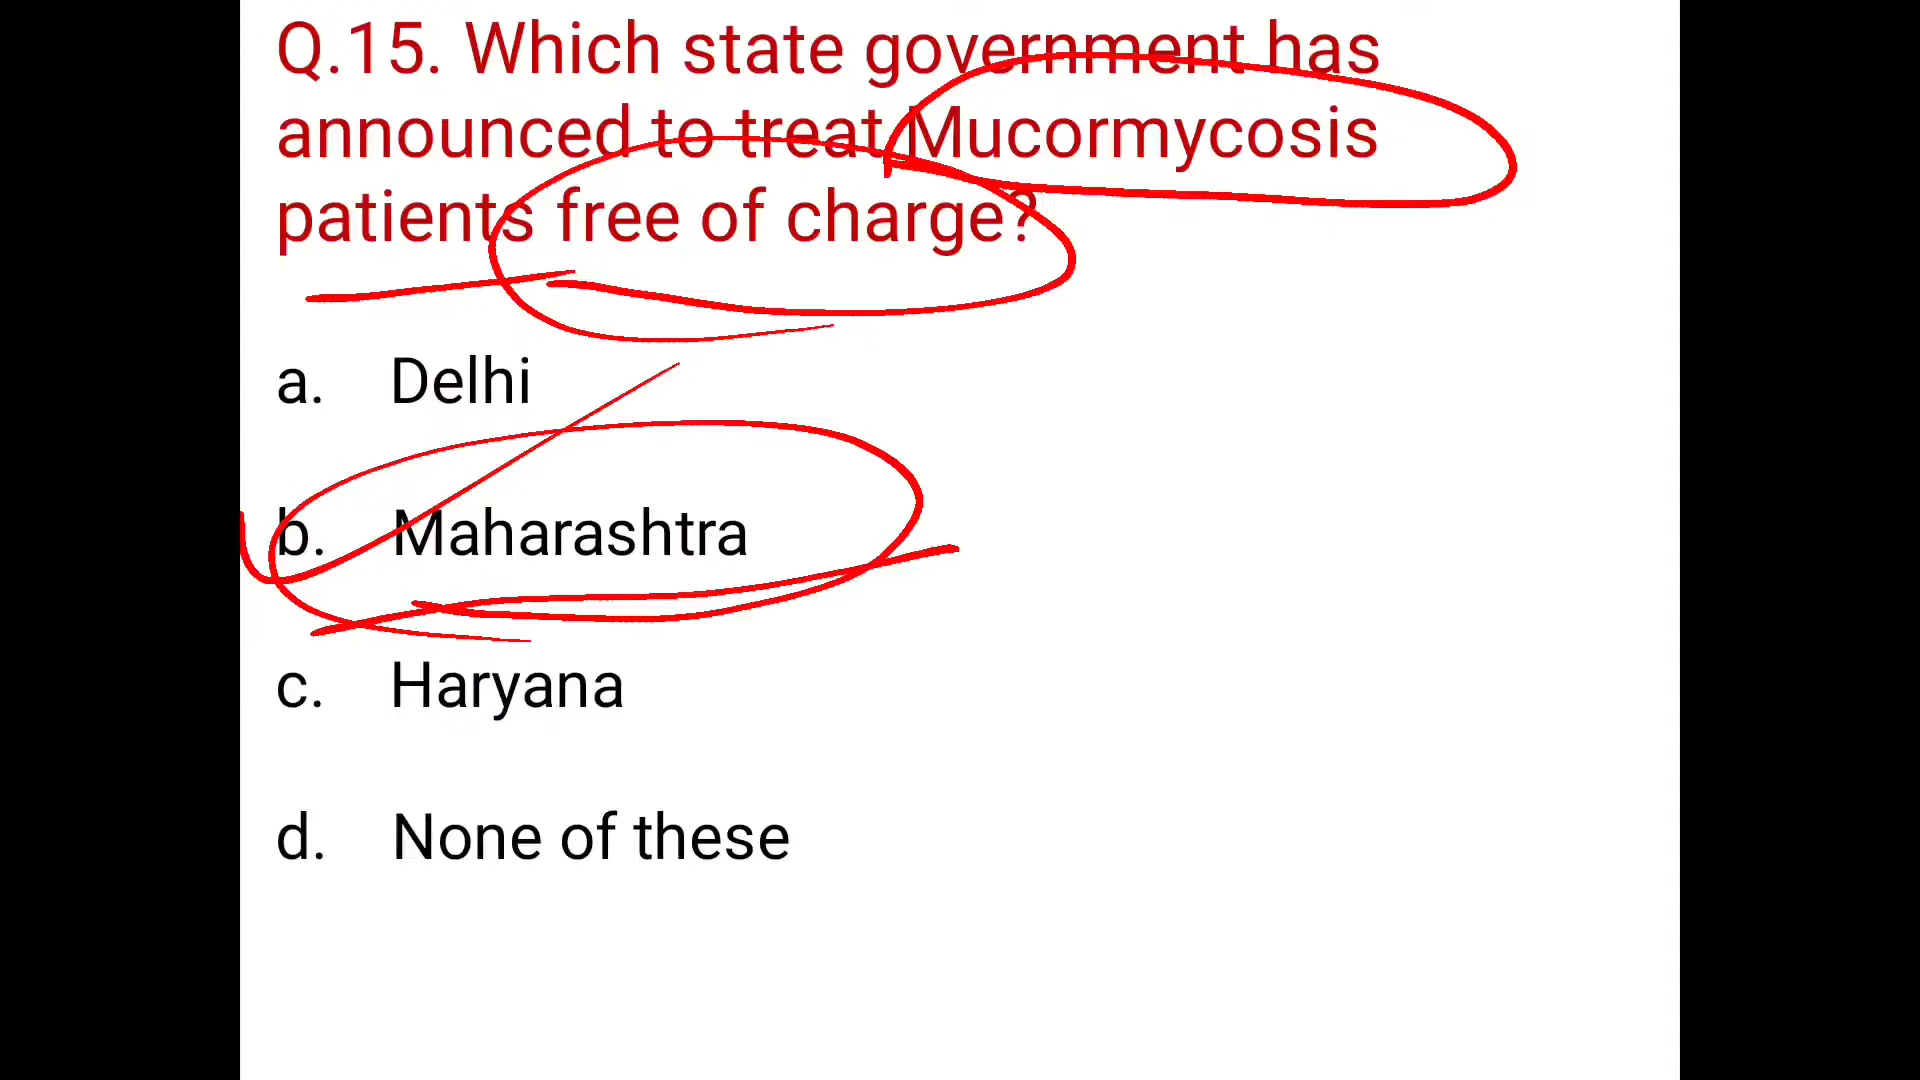 Q.15. Which state government has
announced to treat Mucormycosis
patients free of charge?
a. Delhi
b. Maharashtra
c. Haryana
d. None of these